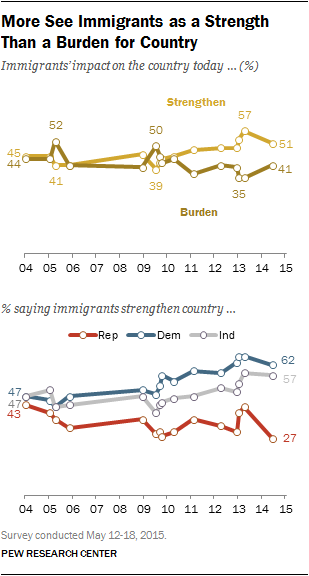 More See Immigrants as a Strength
Than a Burden for Country
Immigrants' impact on the country today ... (%)
Strengthen
57
52
50
45
51
44
41
41
39
35
Burden
04 05 06 07 08 09 10 11 12 13 14 15
% saying immigrants strengthen country ...
Rep Dem Ind
62
57
47
47
43
27
04 05 06 07 08 09 10 11 12 13 14 15
Survey conducted May 12-18, 2015.
PEW RESEARCH CENTER